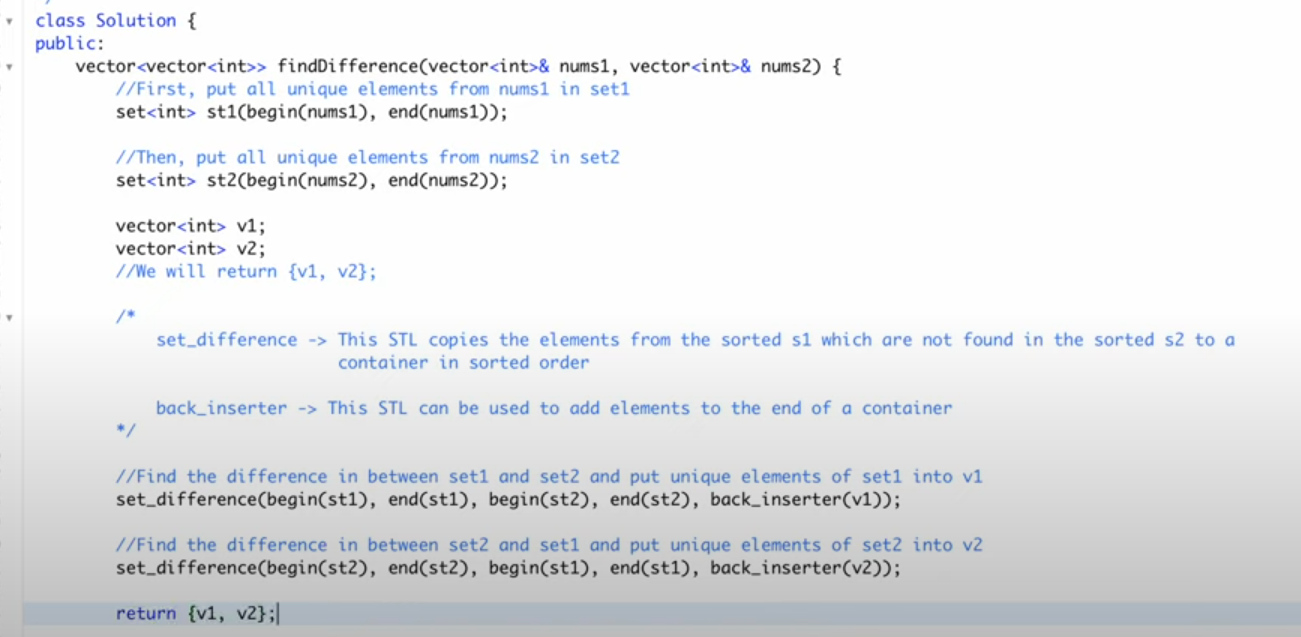 class Solution {
public:
    vector<vector<int>> findDifference(vector<int>& nums1, vector<int>& nums2) {
        //First, put all unique elements from nums1 in set1
        set<int> st1(begin(nums1), end(nums1));

        //Then, put all unique elements from nums2 in set2
        set<int> st2(begin(nums2), end(nums2));

        vector<int> v1;
        vector<int> v2;
        //We will return {v1, v2};

        /*
            set_difference -> This STL copies the elements from the sorted s1 which are not found in the sorted s2 to a
                              container in sorted order

            back_inserter -> This STL can be used to add elements to the end of a container
        */

        //Find the difference in between set1 and set2 and put unique elements of set1 into v1
        set_difference(begin(st1), end(st1), begin(st2), end(st2), back_inserter(v1));

        //Find the difference in between set2 and set1 and put unique elements of set2 into v2
        set_difference(begin(st2), end(st2), begin(st1), end(st1), back_inserter(v2));

        return {v1, v2};